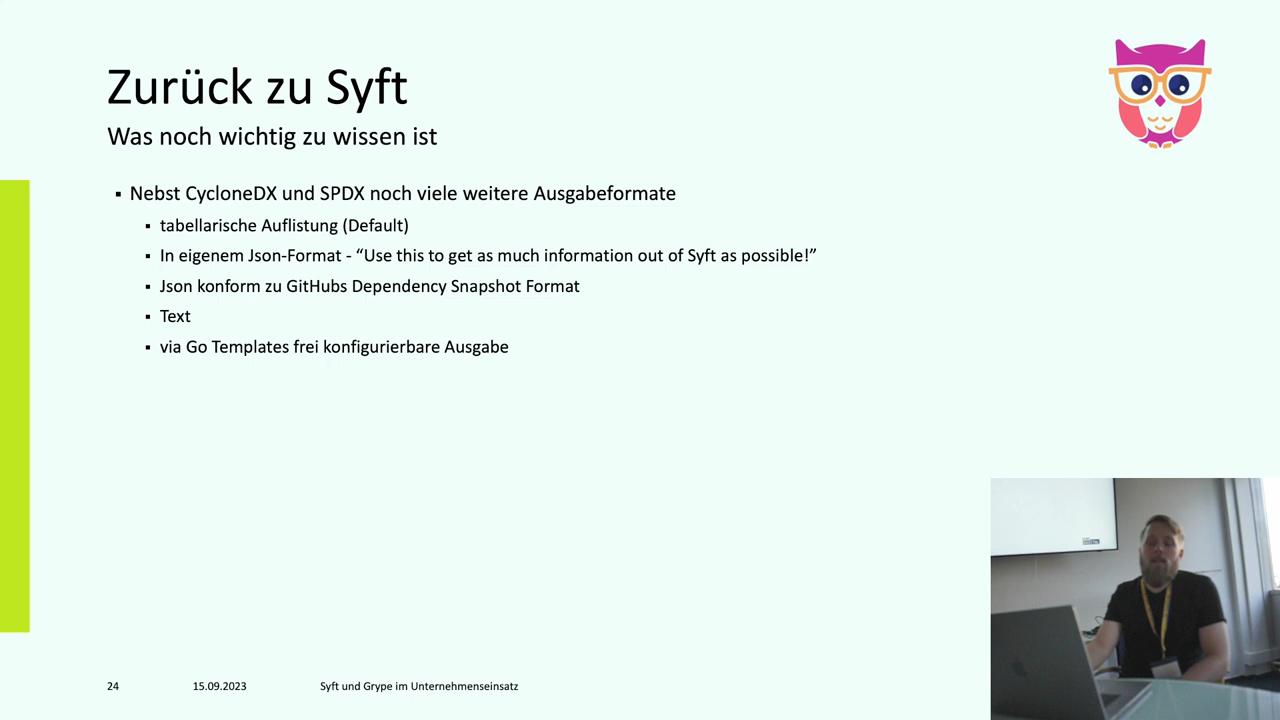 Zurück zu Syft
Was noch wichtig zu wissen ist
▪ Nebst CycloneDX und SPDX noch viele weitere Ausgabeformate
▪ tabellarische Auflistung (Default)
▪ In eigenem Json-Format - “Use this to get as much information out of Syft as possible!”
▪ Json konform zu GitHubs Dependency Snapshot Format
▪ Text
▪ via Go Templates frei konfigurierbare Ausgabe
24 15.09.2023 Syft und Grype im Unternehmenseinsatz